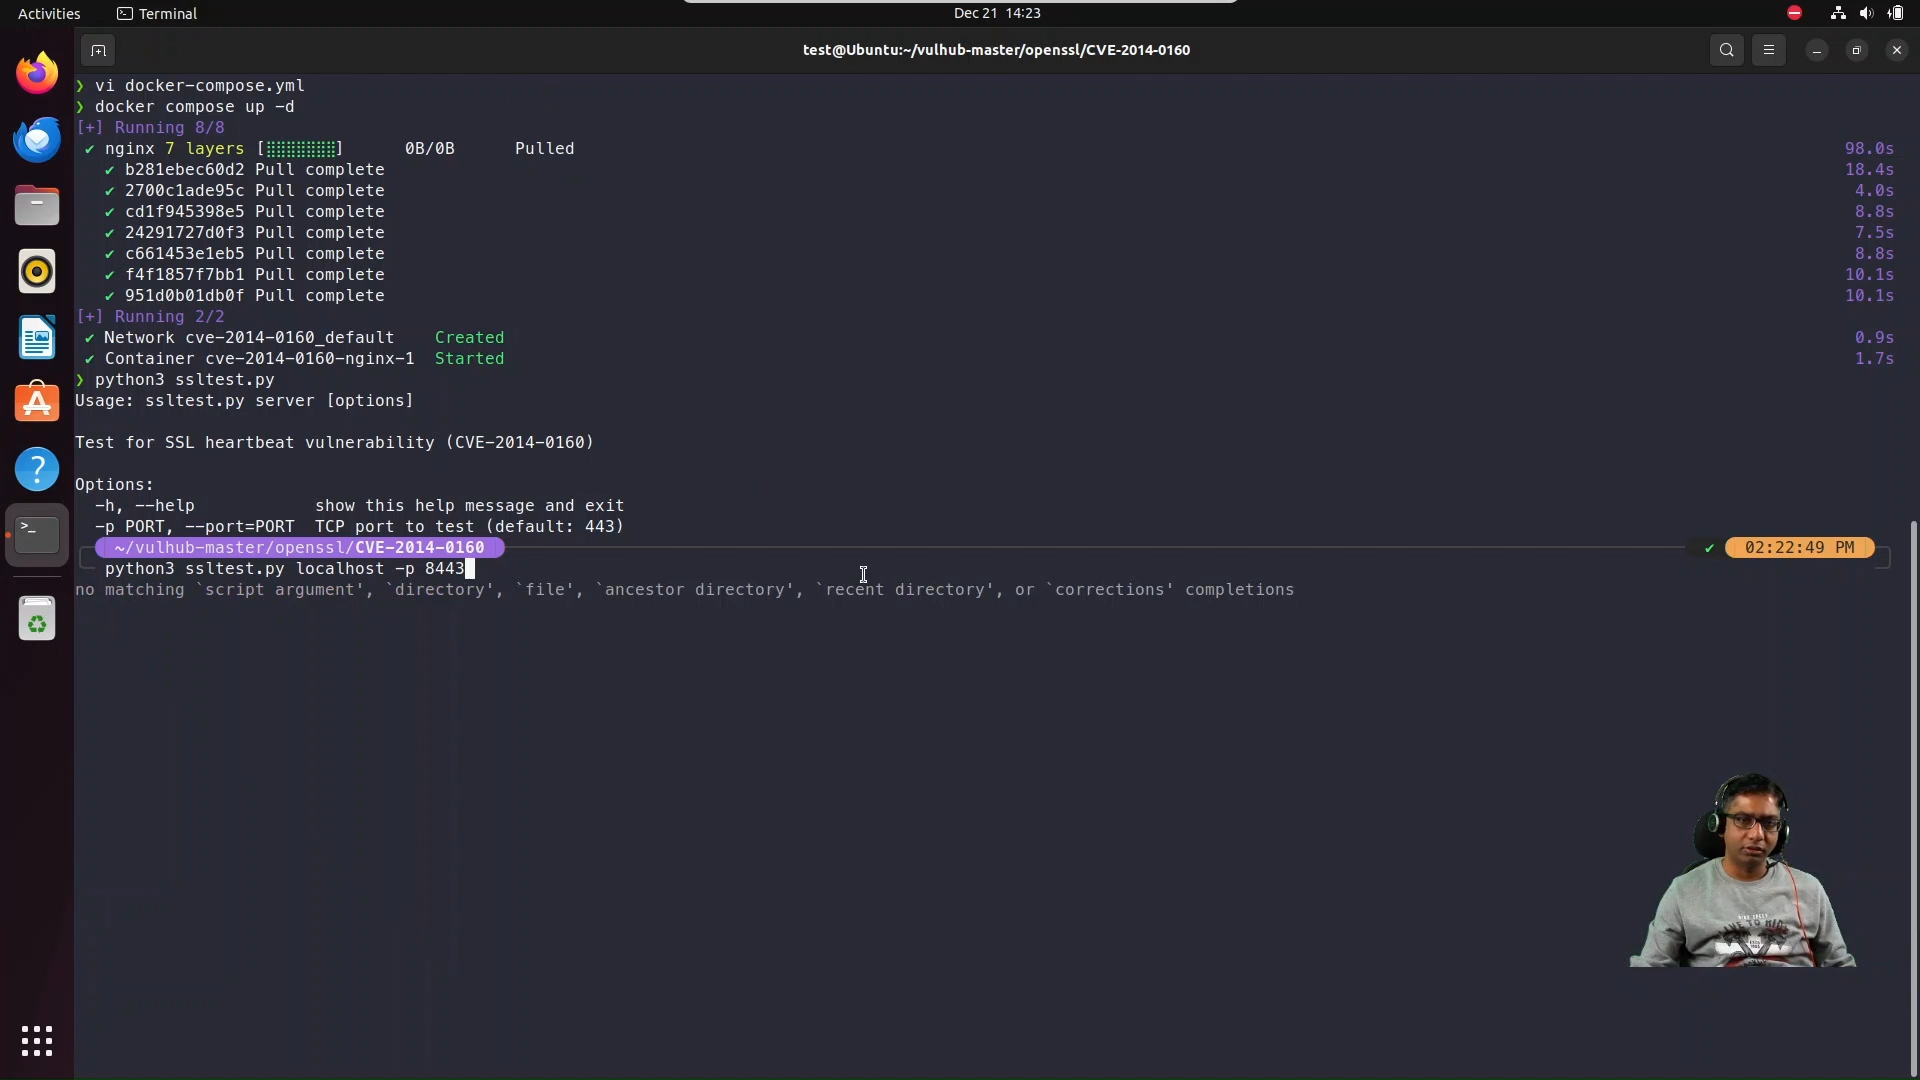 Activities
Terminal
Dec 21 14:23
test@Ubuntu:~/vulhub-master/openssl/CVE-2014-0160
❯ vi docker-compose.yml
❯ docker compose up -d
[+] Running 8/8
✔ nginx 7 layers [⣿⣿⣿⣿⣿⣿⣿] 0B/0B Pulled 98.0s
✔ b281ebec60d2 Pull complete 18.4s
✔ 2700c1ade95c Pull complete 4.0s
✔ cd1f945398e5 Pull complete 8.8s
✔ 24291727d0f3 Pull complete 7.5s
✔ c661453e1eb5 Pull complete 8.8s
✔ f4f1857f7bb1 Pull complete 10.1s
✔ 951d0b01db0f Pull complete 10.1s
[+] Running 2/2
✔ Network cve-2014-0160_default Created 0.9s
✔ Container cve-2014-0160-nginx-1 Started 1.7s
❯ python3 ssltest.py
Usage: ssltest.py server [options]
Test for SSL heartbeat vulnerability (CVE-2014-0160)
Options:
-h, --help show this help message and exit
-p PORT, --port=PORT TCP port to test (default: 443)
~/vulhub-master/openssl/CVE-2014-0160 ✔ 02:22:49 PM
python3 ssltest.py localhost -p 8443
no matching `script argument', `directory', `file', `ancestor directory', `recent directory', or `corrections' completions